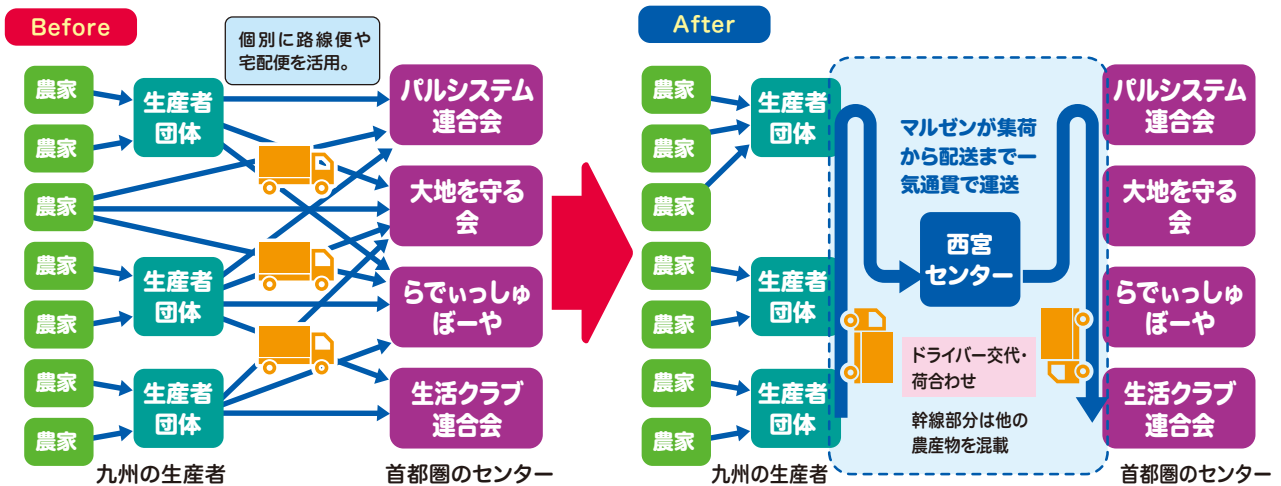 Before
個別に路線便や
宅配便を活用。
農家
農家
農家
農家
農家
農家
農家
生産者
団体
生産者
団体
生産者
団体
パルシステム
連合会
大地を守る
会
らでぃっしゅ
ぼーや
生活クラブ
連合会
九州の生産者
首都圏のセンター
After
農家
農家
農家
農家
農家
農家
農家
生産者
団体
生産者
団体
生産者
団体
マルゼンが集荷
から配送まで一
気通貫で運送
西宮
センター
ドライバー交代・
荷合わせ
幹線部分は他の
農産物を混載
パルシステム
連合会
大地を守る
会
らでぃっしゅ
ぼーや
生活クラブ
連合会
九州の生産者
首都圏のセンター